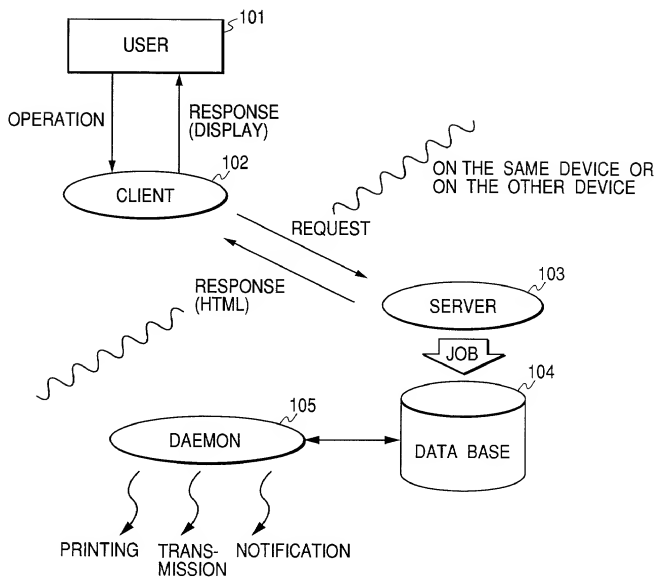 101
USER
OPERATION
RESPONSE
(DISPLAY)
102
CLIENT
ON THE SAME DEVICE OR
ON THE OTHER DEVICE
REQUEST
RESPONSE
(HTML)
103
SERVER
JOB
104
DATA BASE
105
DAEMON
PRINTING
TRANS-
MISSION
NOTIFICATION